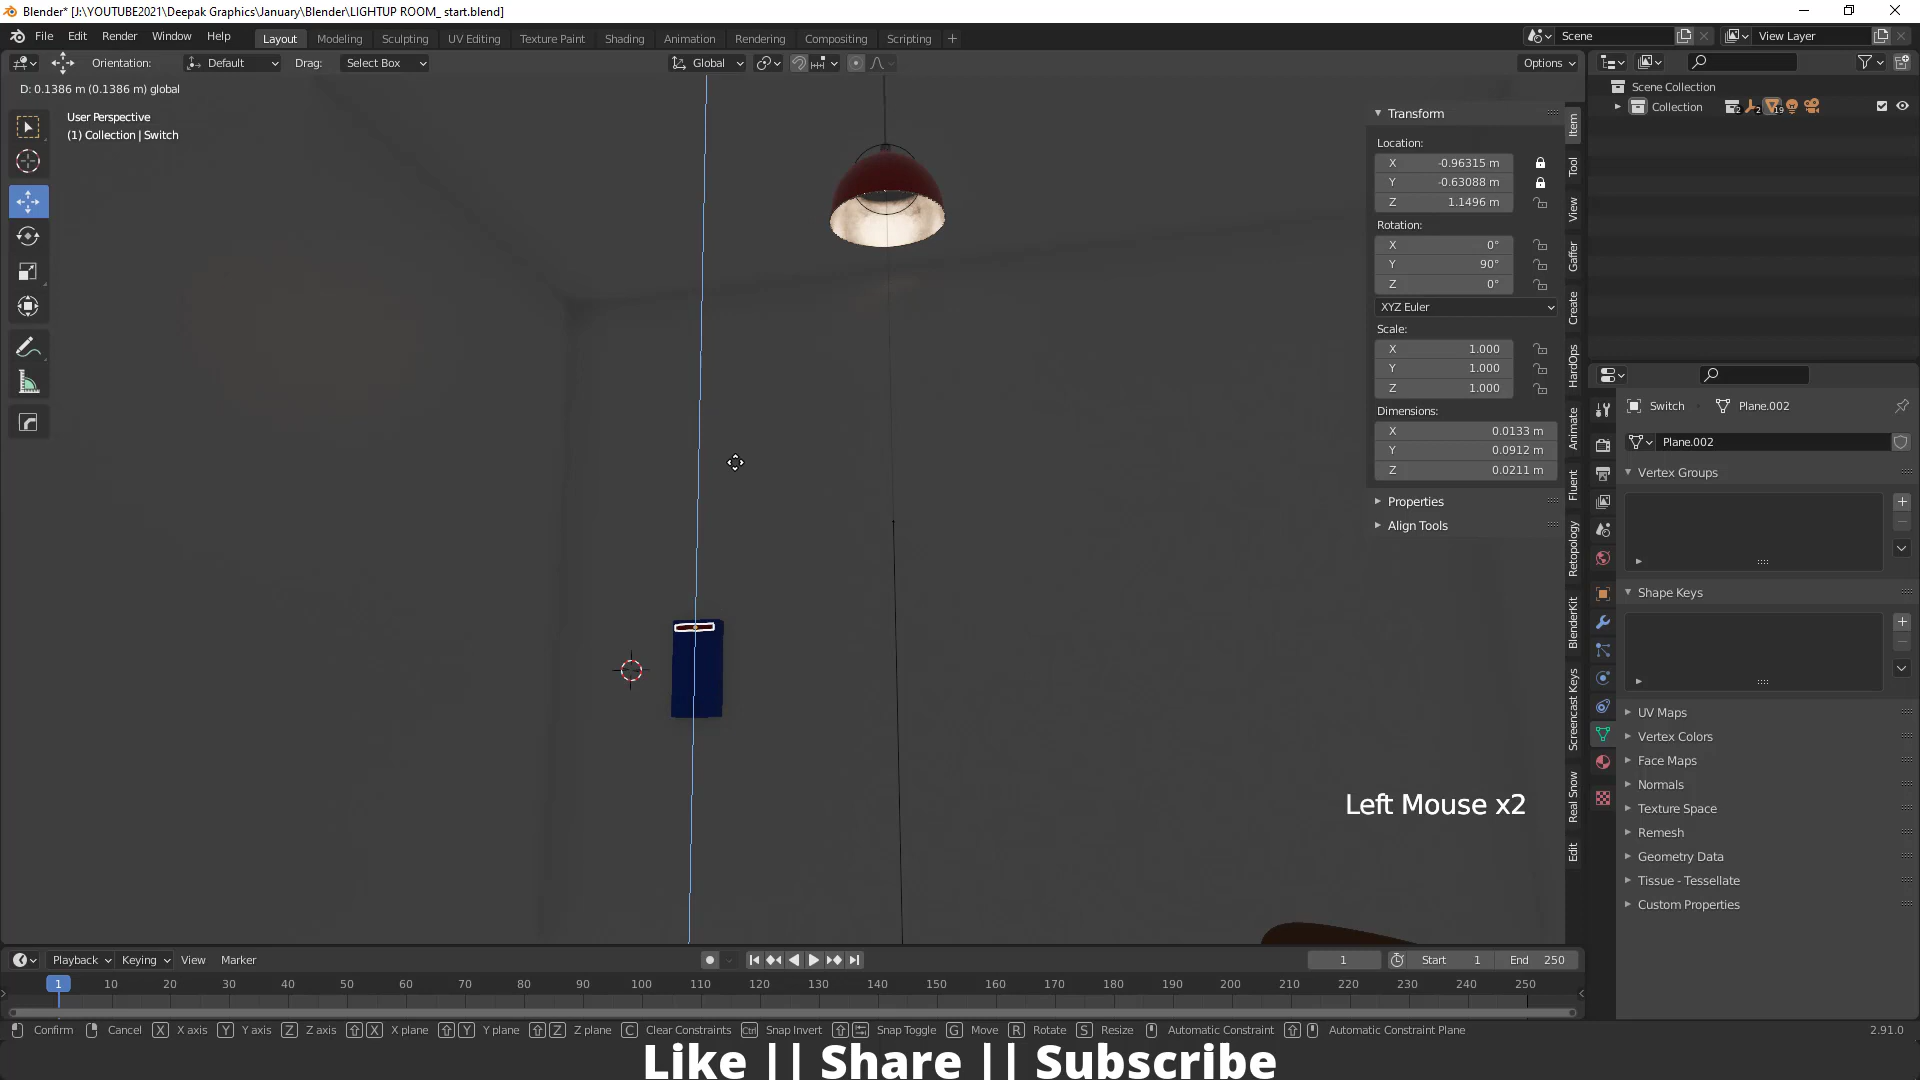 Blender* [J:\YOUTUBE2021\Deepak Graphics\January\Blender\LIGHTUP ROOM_ start.blend]
File Edit Render Window Help Layout Modeling Sculpting UV Editing Texture Paint Shading Animation Rendering Compositing Scripting + Scene View Layer
Orientation: Default Drag: Select Box Global Options
D: 0.1386 m (0.1386 m) global
User Perspective
(1) Collection | Switch
Scene Collection
Collection 2 2 19
Transform
Location:
X -0.96315 m
Y -0.63088 m
Z 1.1496 m
Rotation:
X 0°
Y 90°
Z 0°
XYZ Euler
Scale:
X 1.000
Y 1.000
Z 1.000
Dimensions:
X 0.0133 m
Y 0.0912 m
Z 0.0211 m
Properties
Align Tools
Item
Tool
View
Gaffer
Create
HardOps
Animate
Fluent
Retopology
BlenderKit
Screencast Keys
Real Snow
Edit
Switch Plane.002
Plane.002
Vertex Groups
Shape Keys
UV Maps
Vertex Colors
Face Maps
Normals
Texture Space
Remesh
Geometry Data
Tissue - Tessellate
Custom Properties
Left Mouse x2
Playback Keying View Marker 1 Start 1 End 250
1 10 20 30 40 50 60 70 80 90 100 110 120 130 140 150 160 170 180 190 200 210 220 230 240 250
Confirm Cancel X X axis Y Y axis Z Z axis X X plane Y Y plane Z Z plane C Clear Constraints Ctrl Snap Invert Snap Toggle G Move R Rotate S Resize Automatic Constraint Automatic Constraint Plane 2.91.0
Like || Share || Subscribe